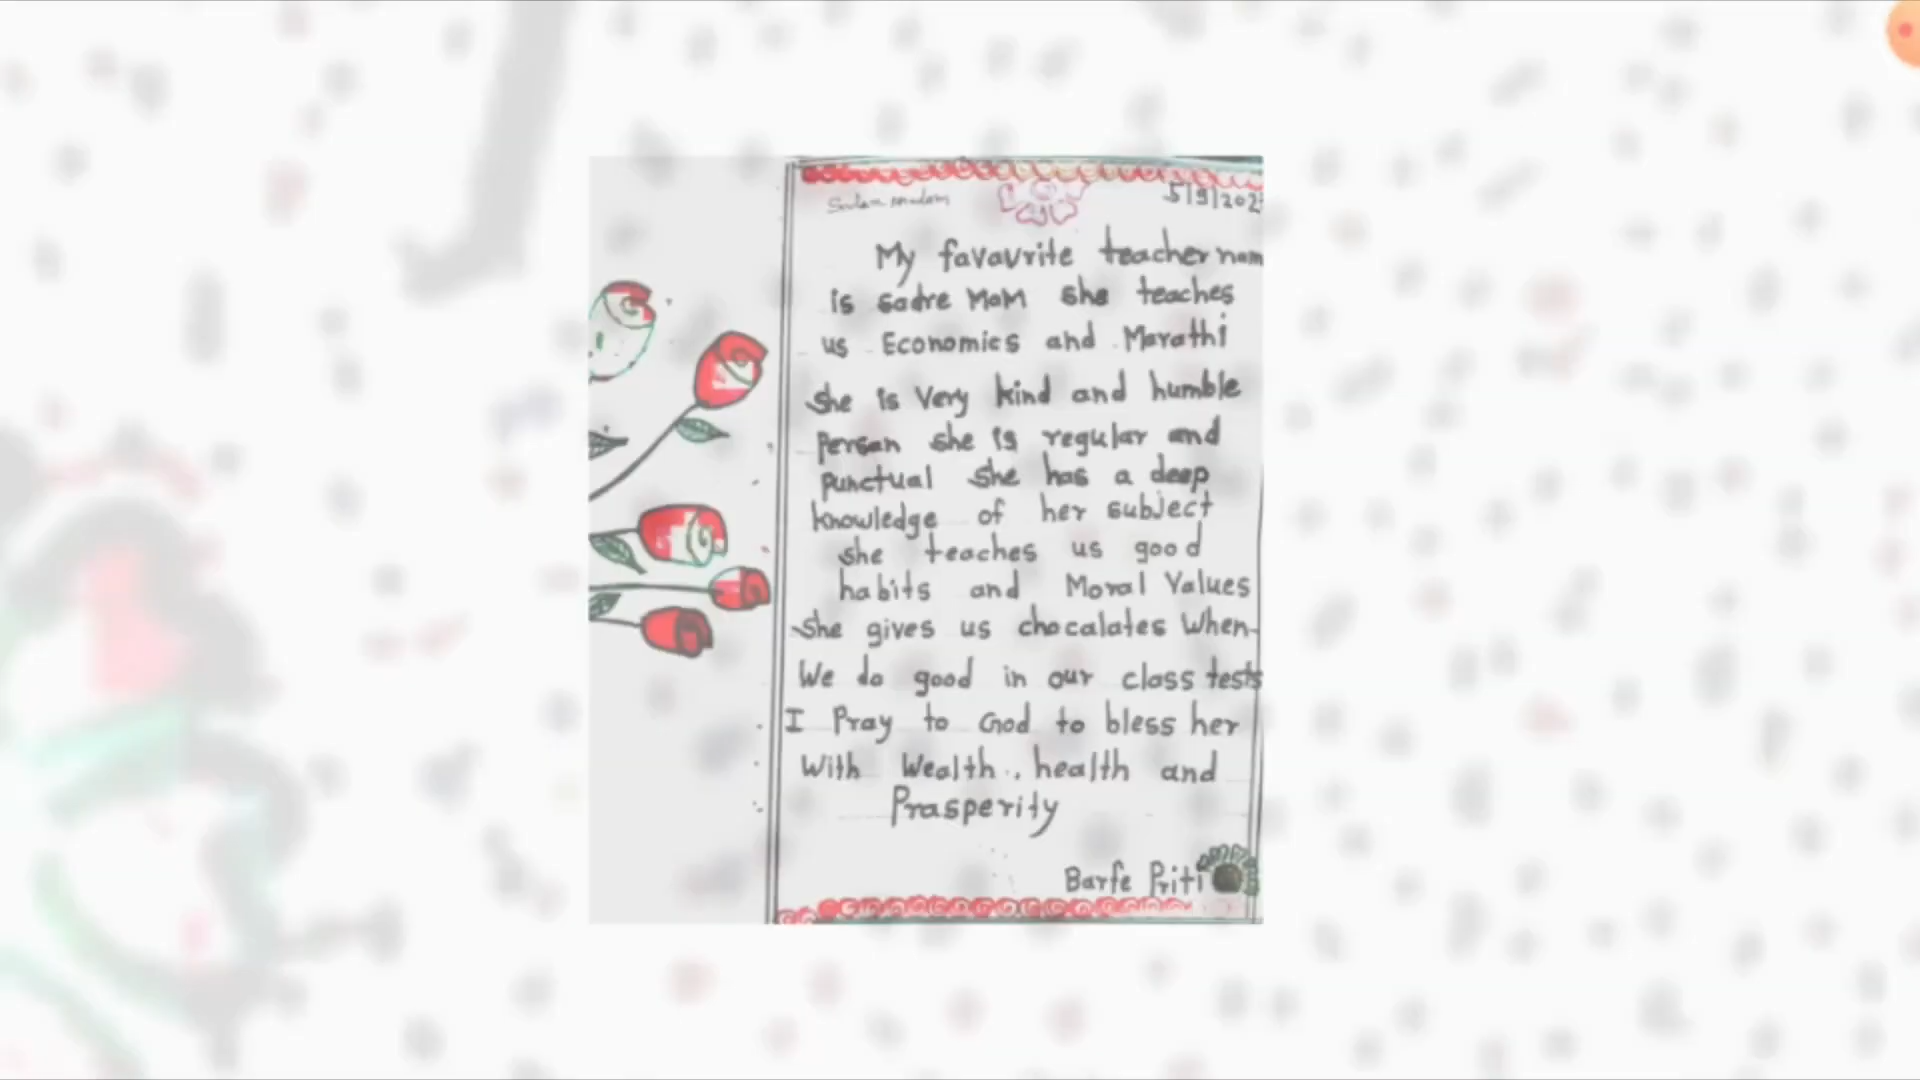 madam
5/9/202
My favavrite teacher nam
is sadre MaM she teaches
us Economics and Marathi
She is Very kind and humble
Persan she is regular and
Punctual She has a deep
knowledge of her subject
she teaches us good
habits and Moral Values
She gives us chocalates When
We do good in our class tests
I Pray to God to bless her
With Wealth, health and
Prasperity
Barfe Priti